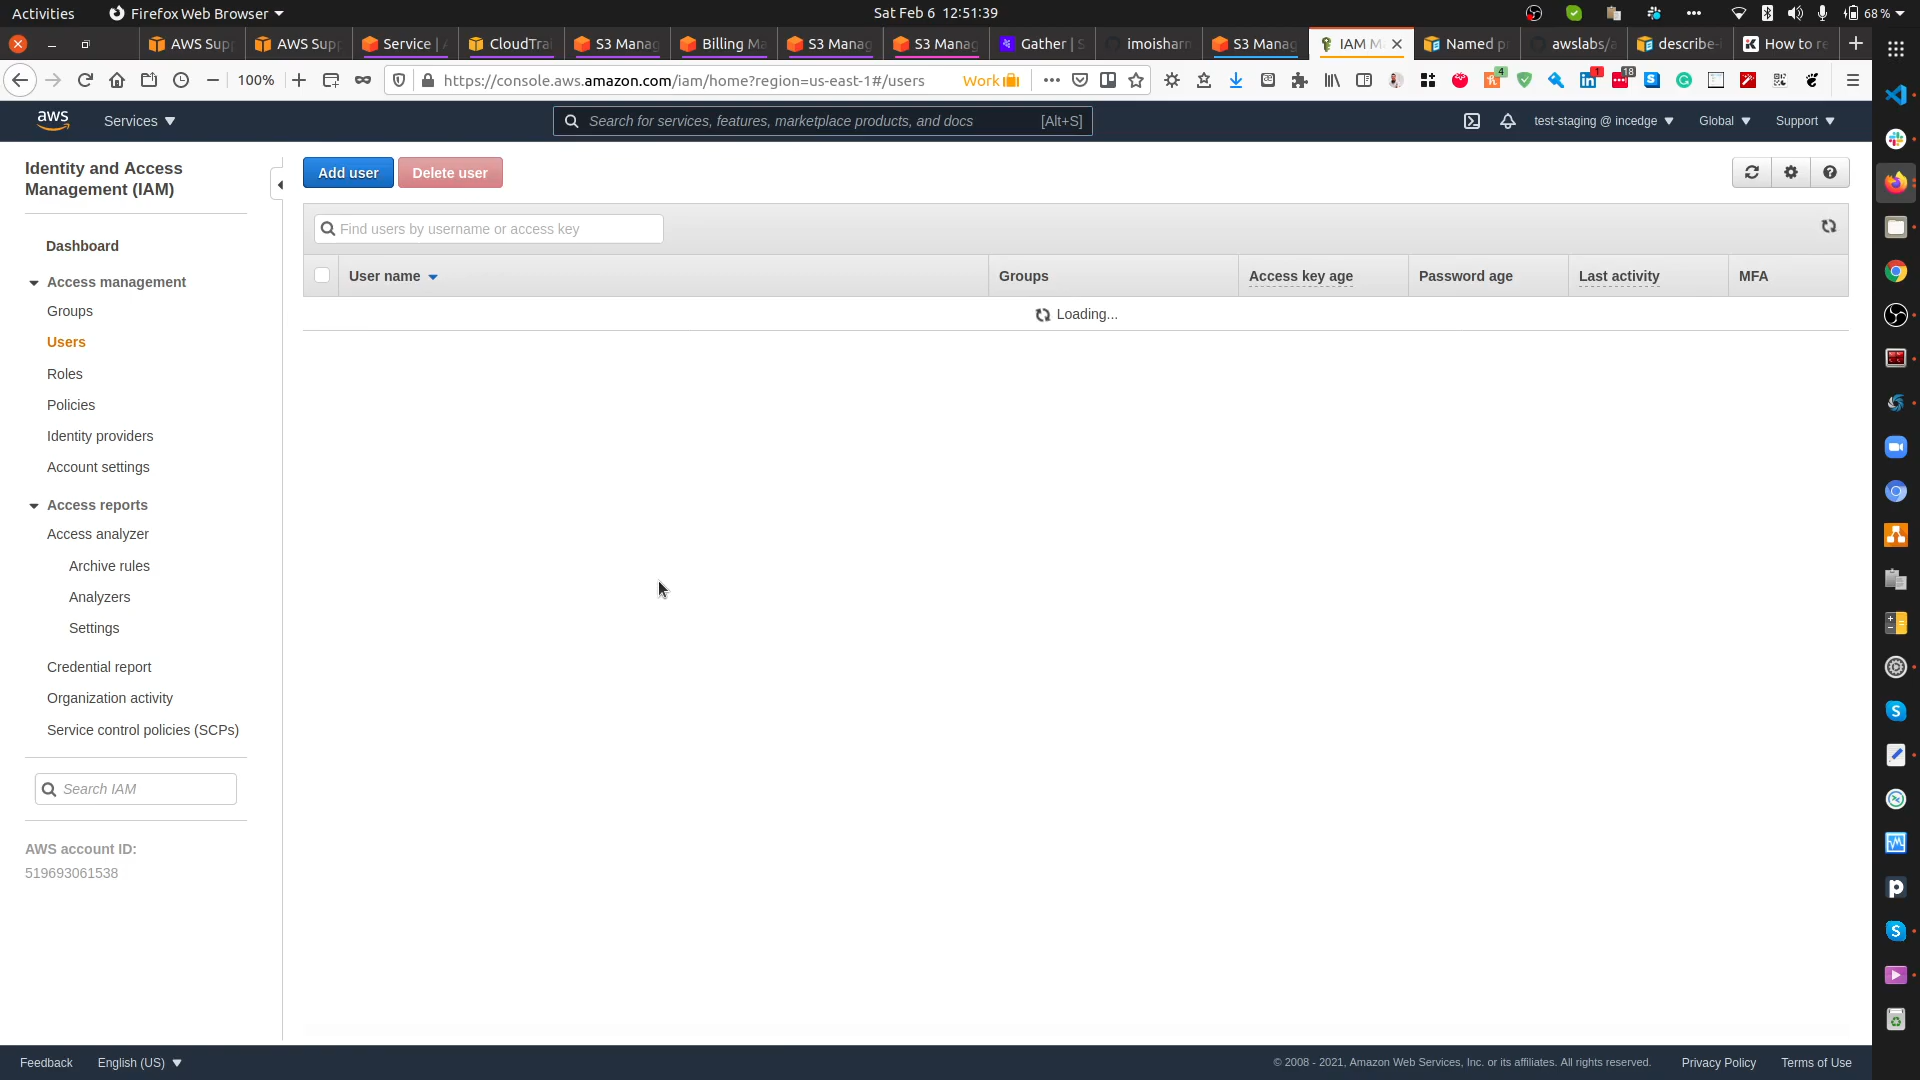 Activities
Firefox Web Browser
Sat Feb 6 12:51:39
68 %
AWS Sup
AWS Sup
Service |
CloudTra
S3 Manag
Billing Ma
S3 Manag
S3 Manag
Gather | S
imoisharm
S3 Manag
IAM M
Named p
awslabs/a
describe-
How to re
100%
https://console.aws.amazon.com/iam/home?region=us-east-1#/users
Work
4
1
18
aws
Services
Search for services, features, marketplace products, and docs
[Alt+S]
test-staging @ incedge
Global
Support
Identity and Access
Management (IAM)
Dashboard
Access management
Groups
Users
Roles
Policies
Identity providers
Account settings
Access reports
Access analyzer
Archive rules
Analyzers
Settings
Credential report
Organization activity
Service control policies (SCPs)
Search IAM
AWS account ID:
519693061538
Add user
Delete user
Find users by username or access key
User name
Groups
Access key age
Password age
Last activity
MFA
Loading...
Feedback
English (US)
© 2008 - 2021, Amazon Web Services, Inc. or its affiliates. All rights reserved.
Privacy Policy
Terms of Use